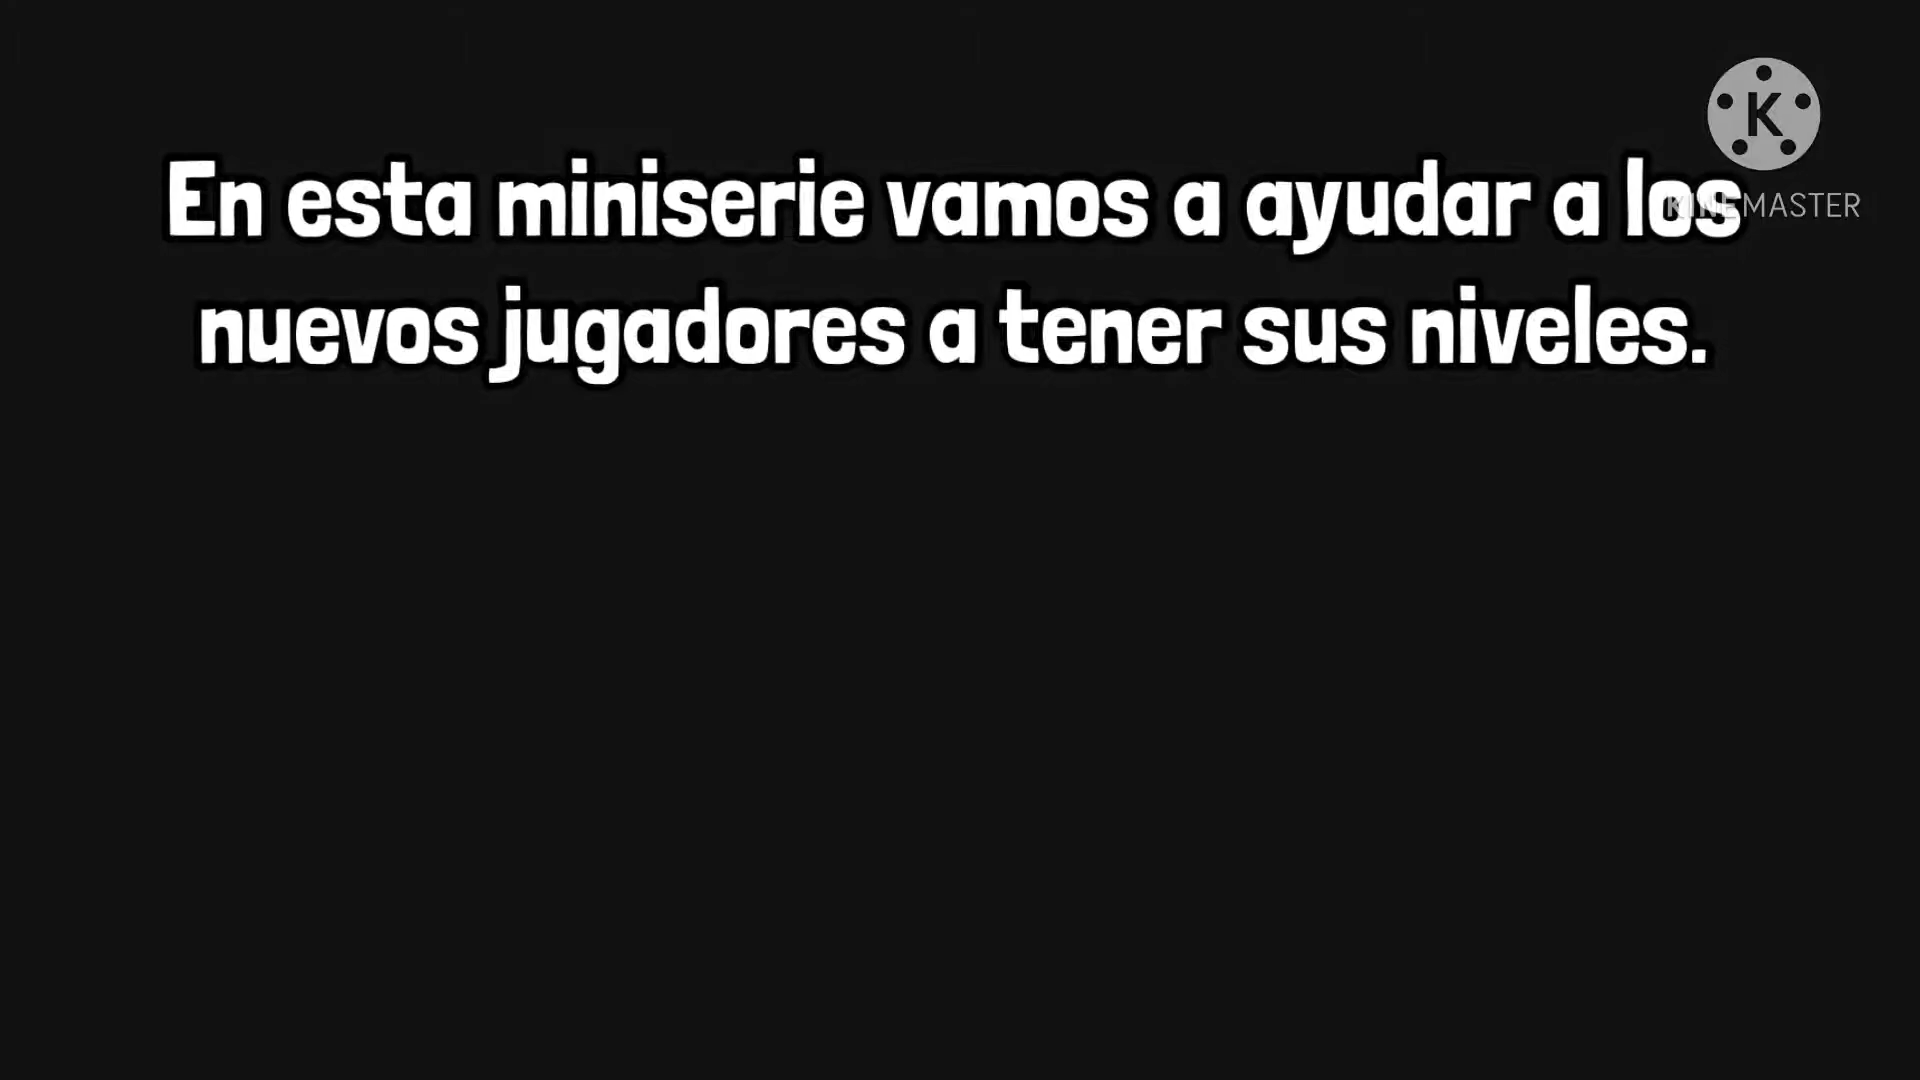 K
En esta miniserie vamos a ayudar a los
KINEMASTER
nuevos jugadores a tener sus niveles.